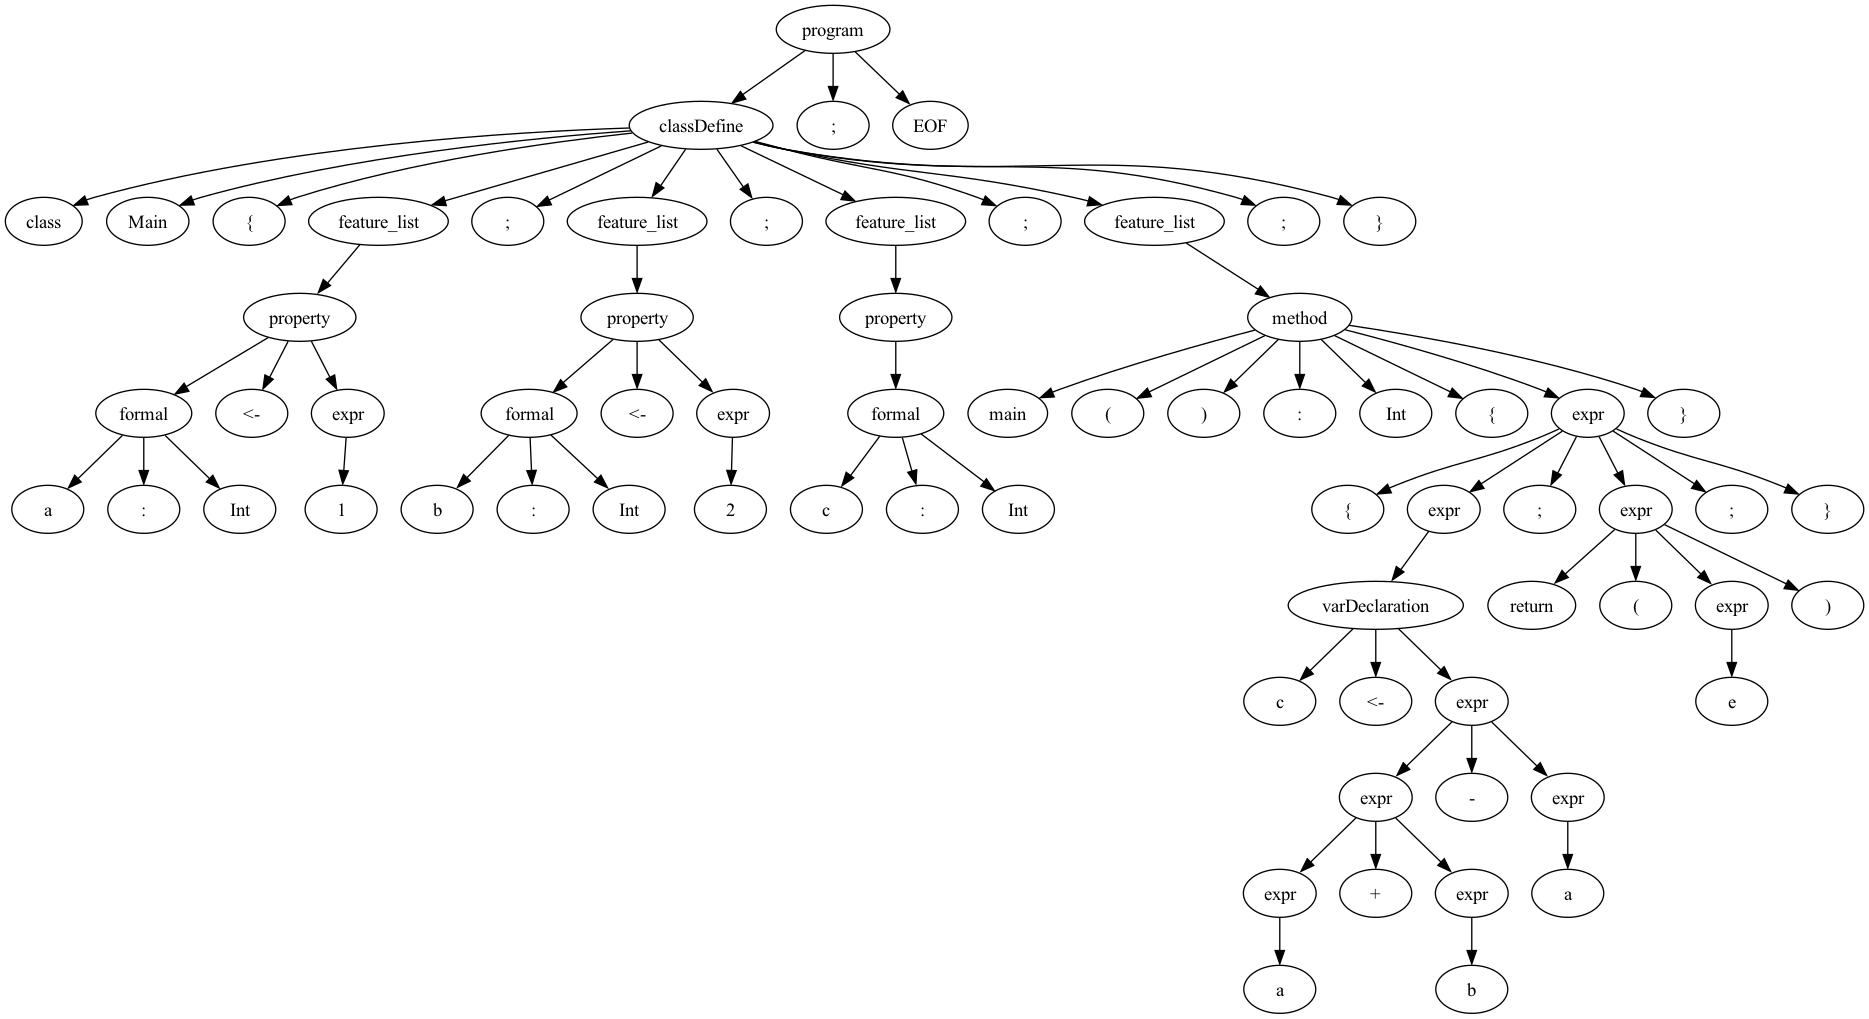 program
classDefine ; EOF
class Main { feature_list ; feature_list ; feature_list ; feature_list ; }
property property property method
formal <- expr formal <- expr formal main ( ) : Int { expr }
a : Int 1 b : Int 2 c : Int { expr ; expr ; }
varDeclaration return ( expr )
c <- expr e
expr - expr
expr + expr a
a b